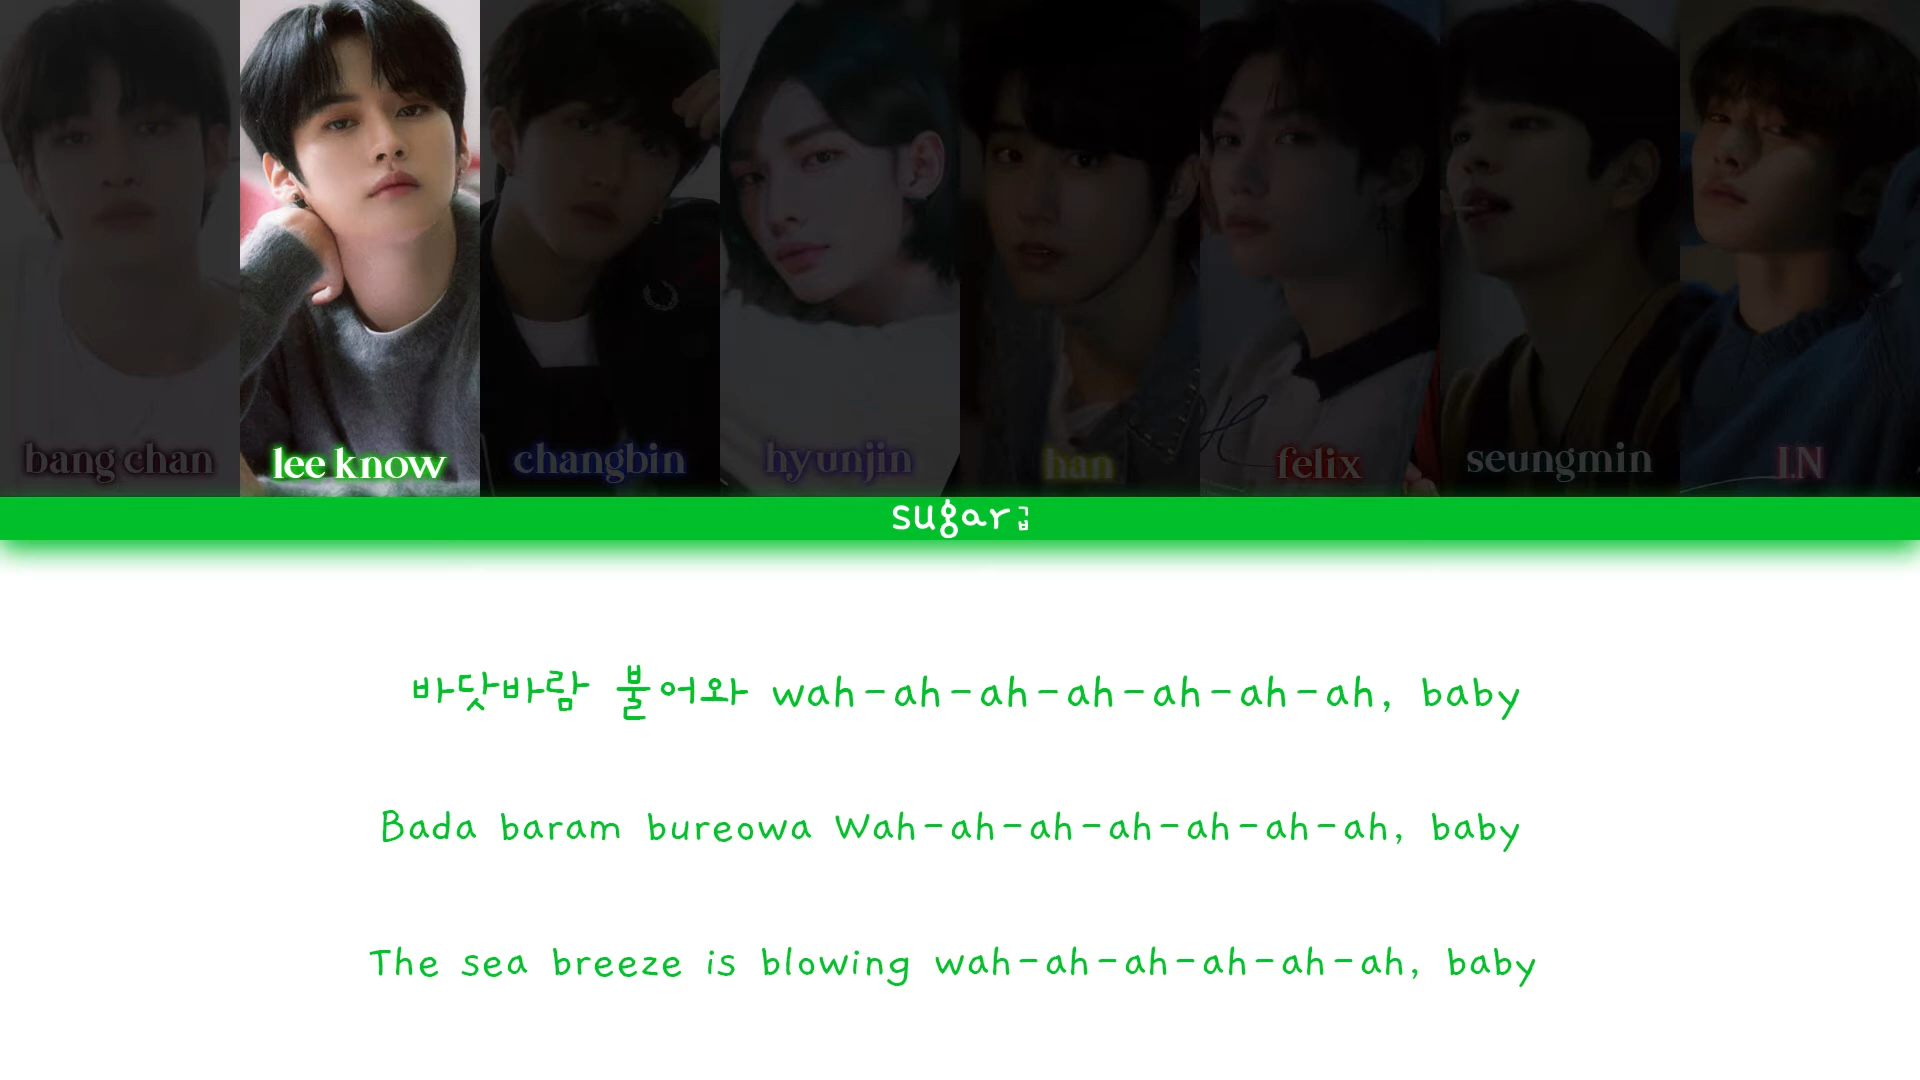 bang chan lee know changbin hyunjin han felix seungmin I.N
sugar
바닷바람 불어와 wah-ah-ah-ah-ah-ah-ah, baby
Bada baram bureowa Wah-ah-ah-ah-ah-ah-ah, baby
The sea breeze is blowing wah-ah-ah-ah-ah-ah, baby